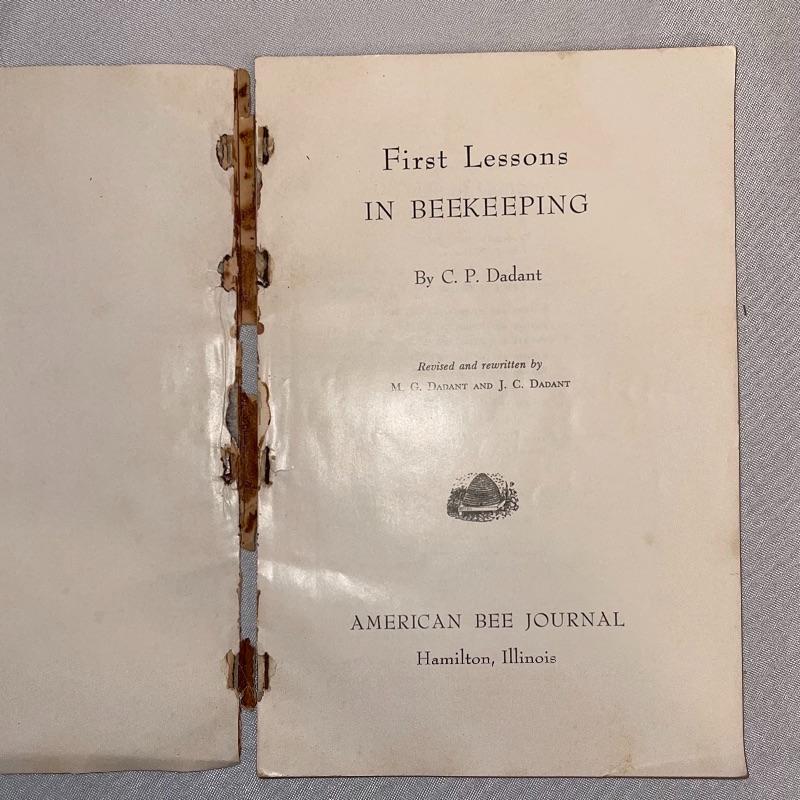 First Lessons
IN BEEKEEPING
By C. P. Dadant
Revised and rewritten by
M. G. DADANT AND J. C. DADANT
AMERICAN BEE JOURNAL
Hamilton, Illinois